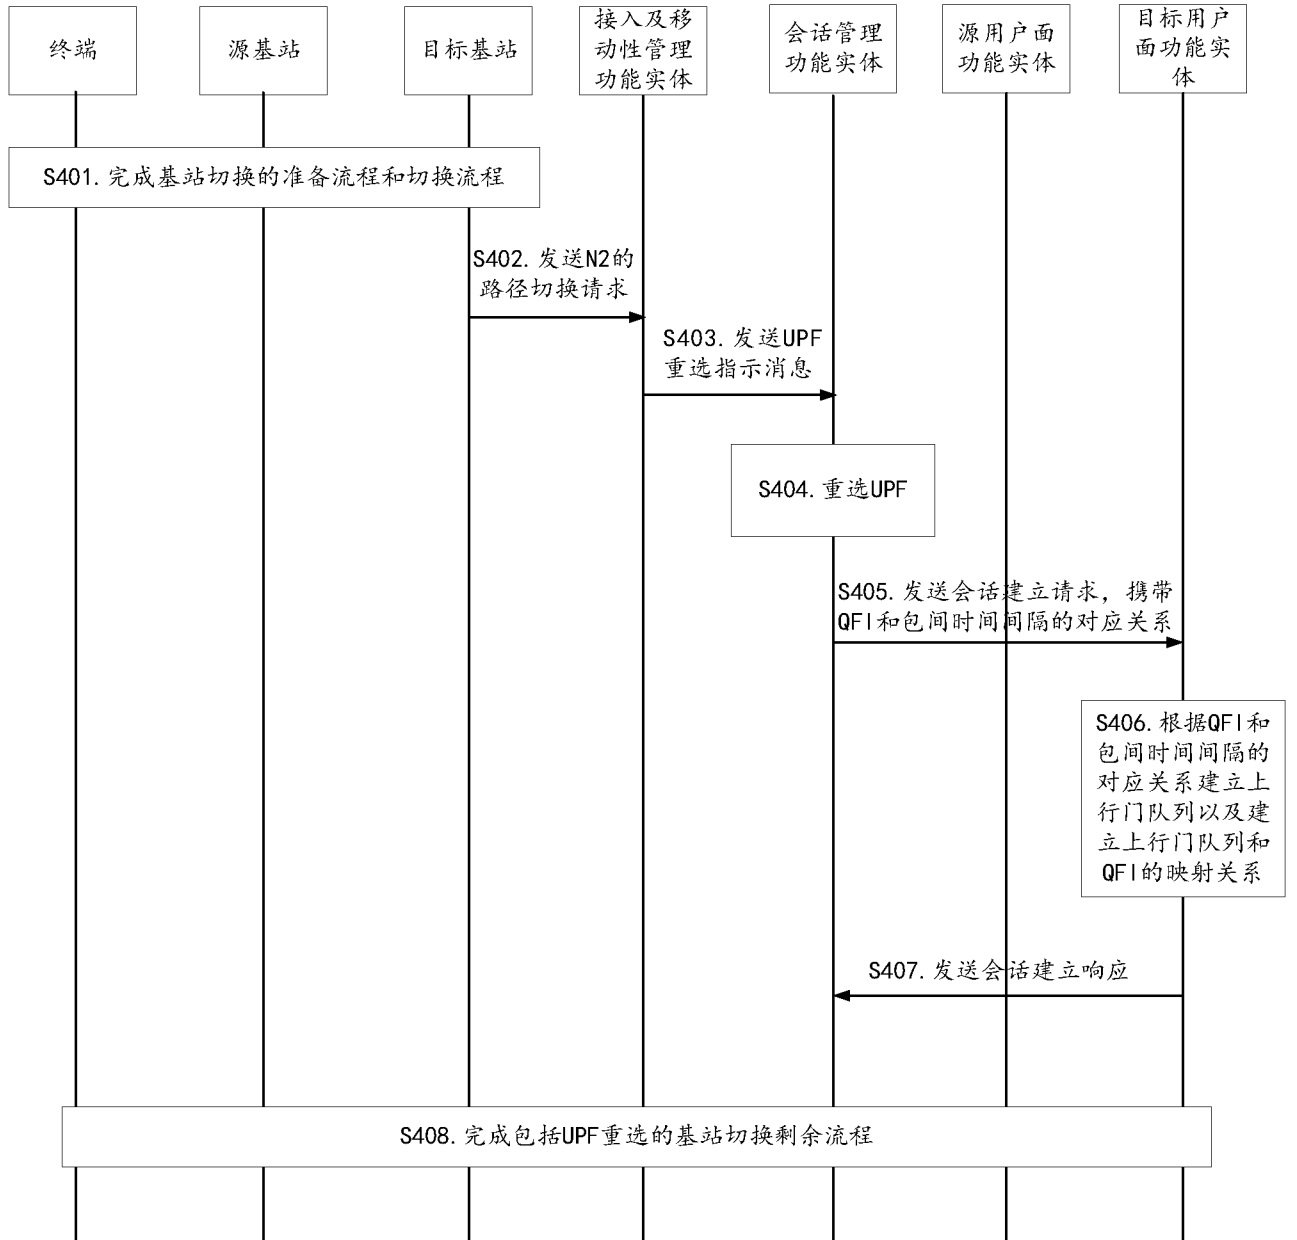 终端
源基站
目标基站
接入及移
动性管理
功能实体
会话管理
功能实体
源用户面
功能实体
目标用户
面功能实
体
S401.完成基站切换的准备流程和切换流程
S402.发送N2的
路径切换请求
S403.发送UPF
重选指示消息
S404.重选UPF
S405.发送会话建立请求，携带
QFI和包间时间间隔的对应关系
S406.根据QFI和
包间时间间隔的
对应关系建立上
行门队列以及建
立上行门队列和
QFI的映射关系
S407.发送会话建立响应
S408.完成包括UPF重选的基站切换剩余流程